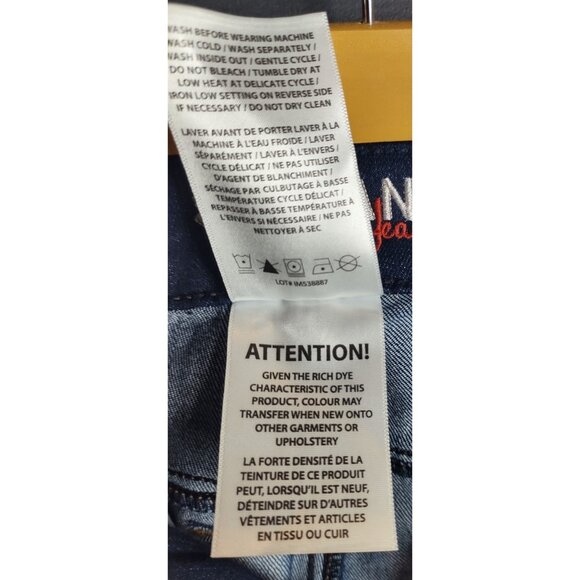 WASH BEFORE WEARING MACHINE
WASH COLD / WASH SEPARATELY /
WASH INSIDE OUT / GENTLE CYCLE /
DO NOT BLEACH / TUMBLE DRY AT
LOW HEAT AT DELICATE CYCLE /
IRON LOW SETTING ON REVERSE SIDE
IF NECESSARY / DO NOT DRY CLEAN
LAVER AVANT DE PORTER LAVER À LA
MACHINE À L'EAU FROIDE / LAVER
SÉPARÉMENT / LAVER À L'ENVERS /
CYCLE DÉLICAT / NE PAS UTILISER
D'AGENT DE BLANCHIMENT /
SÉCHAGE PAR CULBUTAGE À BASSE
TEMPÉRATURE CYCLE DÉLICAT /
REPASSER À BASSE TEMPÉRATURE À
L'ENVERS SI NÉCESSAIRE / NE PAS
NETTOYER À SEC
LOT# IM538887
AN
Jea
ATTENTION!
GIVEN THE RICH DYE
CHARACTERISTIC OF THIS
PRODUCT, COLOUR MAY
TRANSFER WHEN NEW ONTO
OTHER GARMENTS OR
UPHOLSTERY
LA FORTE DENSITÉ DE LA
TEINTURE DE CE PRODUIT
PEUT, LORSQU'IL EST NEUF,
DÉTEINDRE SUR D'AUTRES
VÊTEMENTS ET ARTICLES
EN TISSU OU CUIR